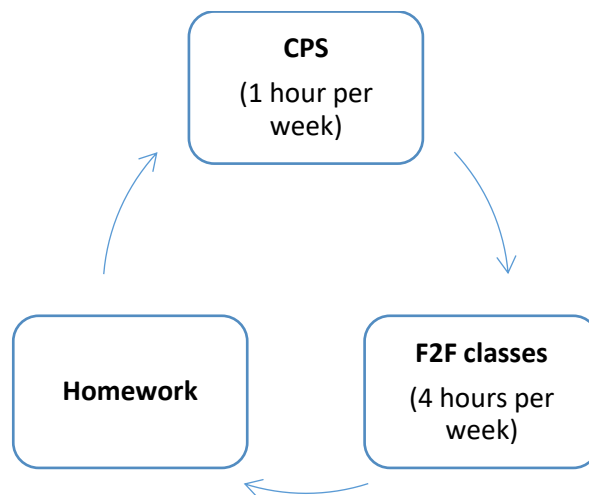 CPS
(1 hour per
week)
F2F classes
(4 hours per
week)
Homework